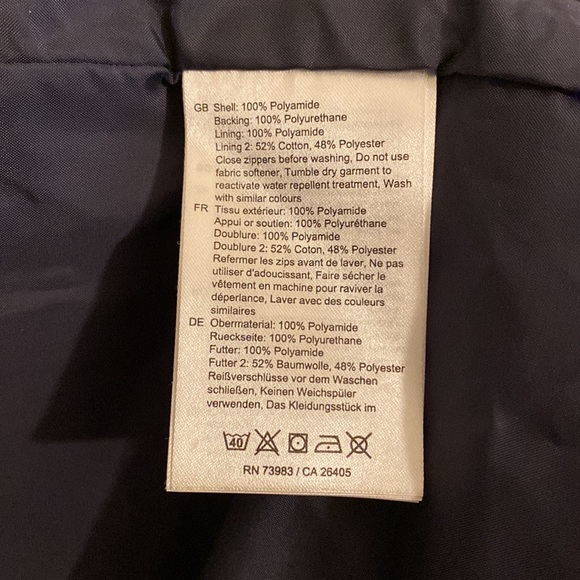 GB Shell: 100% Polyamide
Backing: 100% Polyurethane
Lining: 100% Polyamide
Lining 2: 52% Cotton, 48% Polyester
Close zippers before washing, Do not use
fabric softener, Tumble dry garment to
reactivate water repellent treatment, Wash
with similar colours
FR Tissu extérieur: 100% Polyamide
Appui or soutien: 100% Polyuréthane
Doublure: 100% Polyamide
Doublure 2: 52% Coton, 48% Polyester
Refermer les zips avant de laver, Ne pas
utiliser d'adoucissant, Faire sécher le
vêtement en machine pour raviver la
déperlance, Laver avec des couleurs
similaires
DE Obermaterial: 100% Polyamide
Rueckseite: 100% Polyurethane
Futter: 100% Polyamide
Futter 2: 52% Baumwolle, 48% Polyester
Reißverschlüsse vor dem Waschen
schließen, Keinen Weichspüler
verwenden, Das Kleidungsstück im
40
RN 73983 / CA 26405